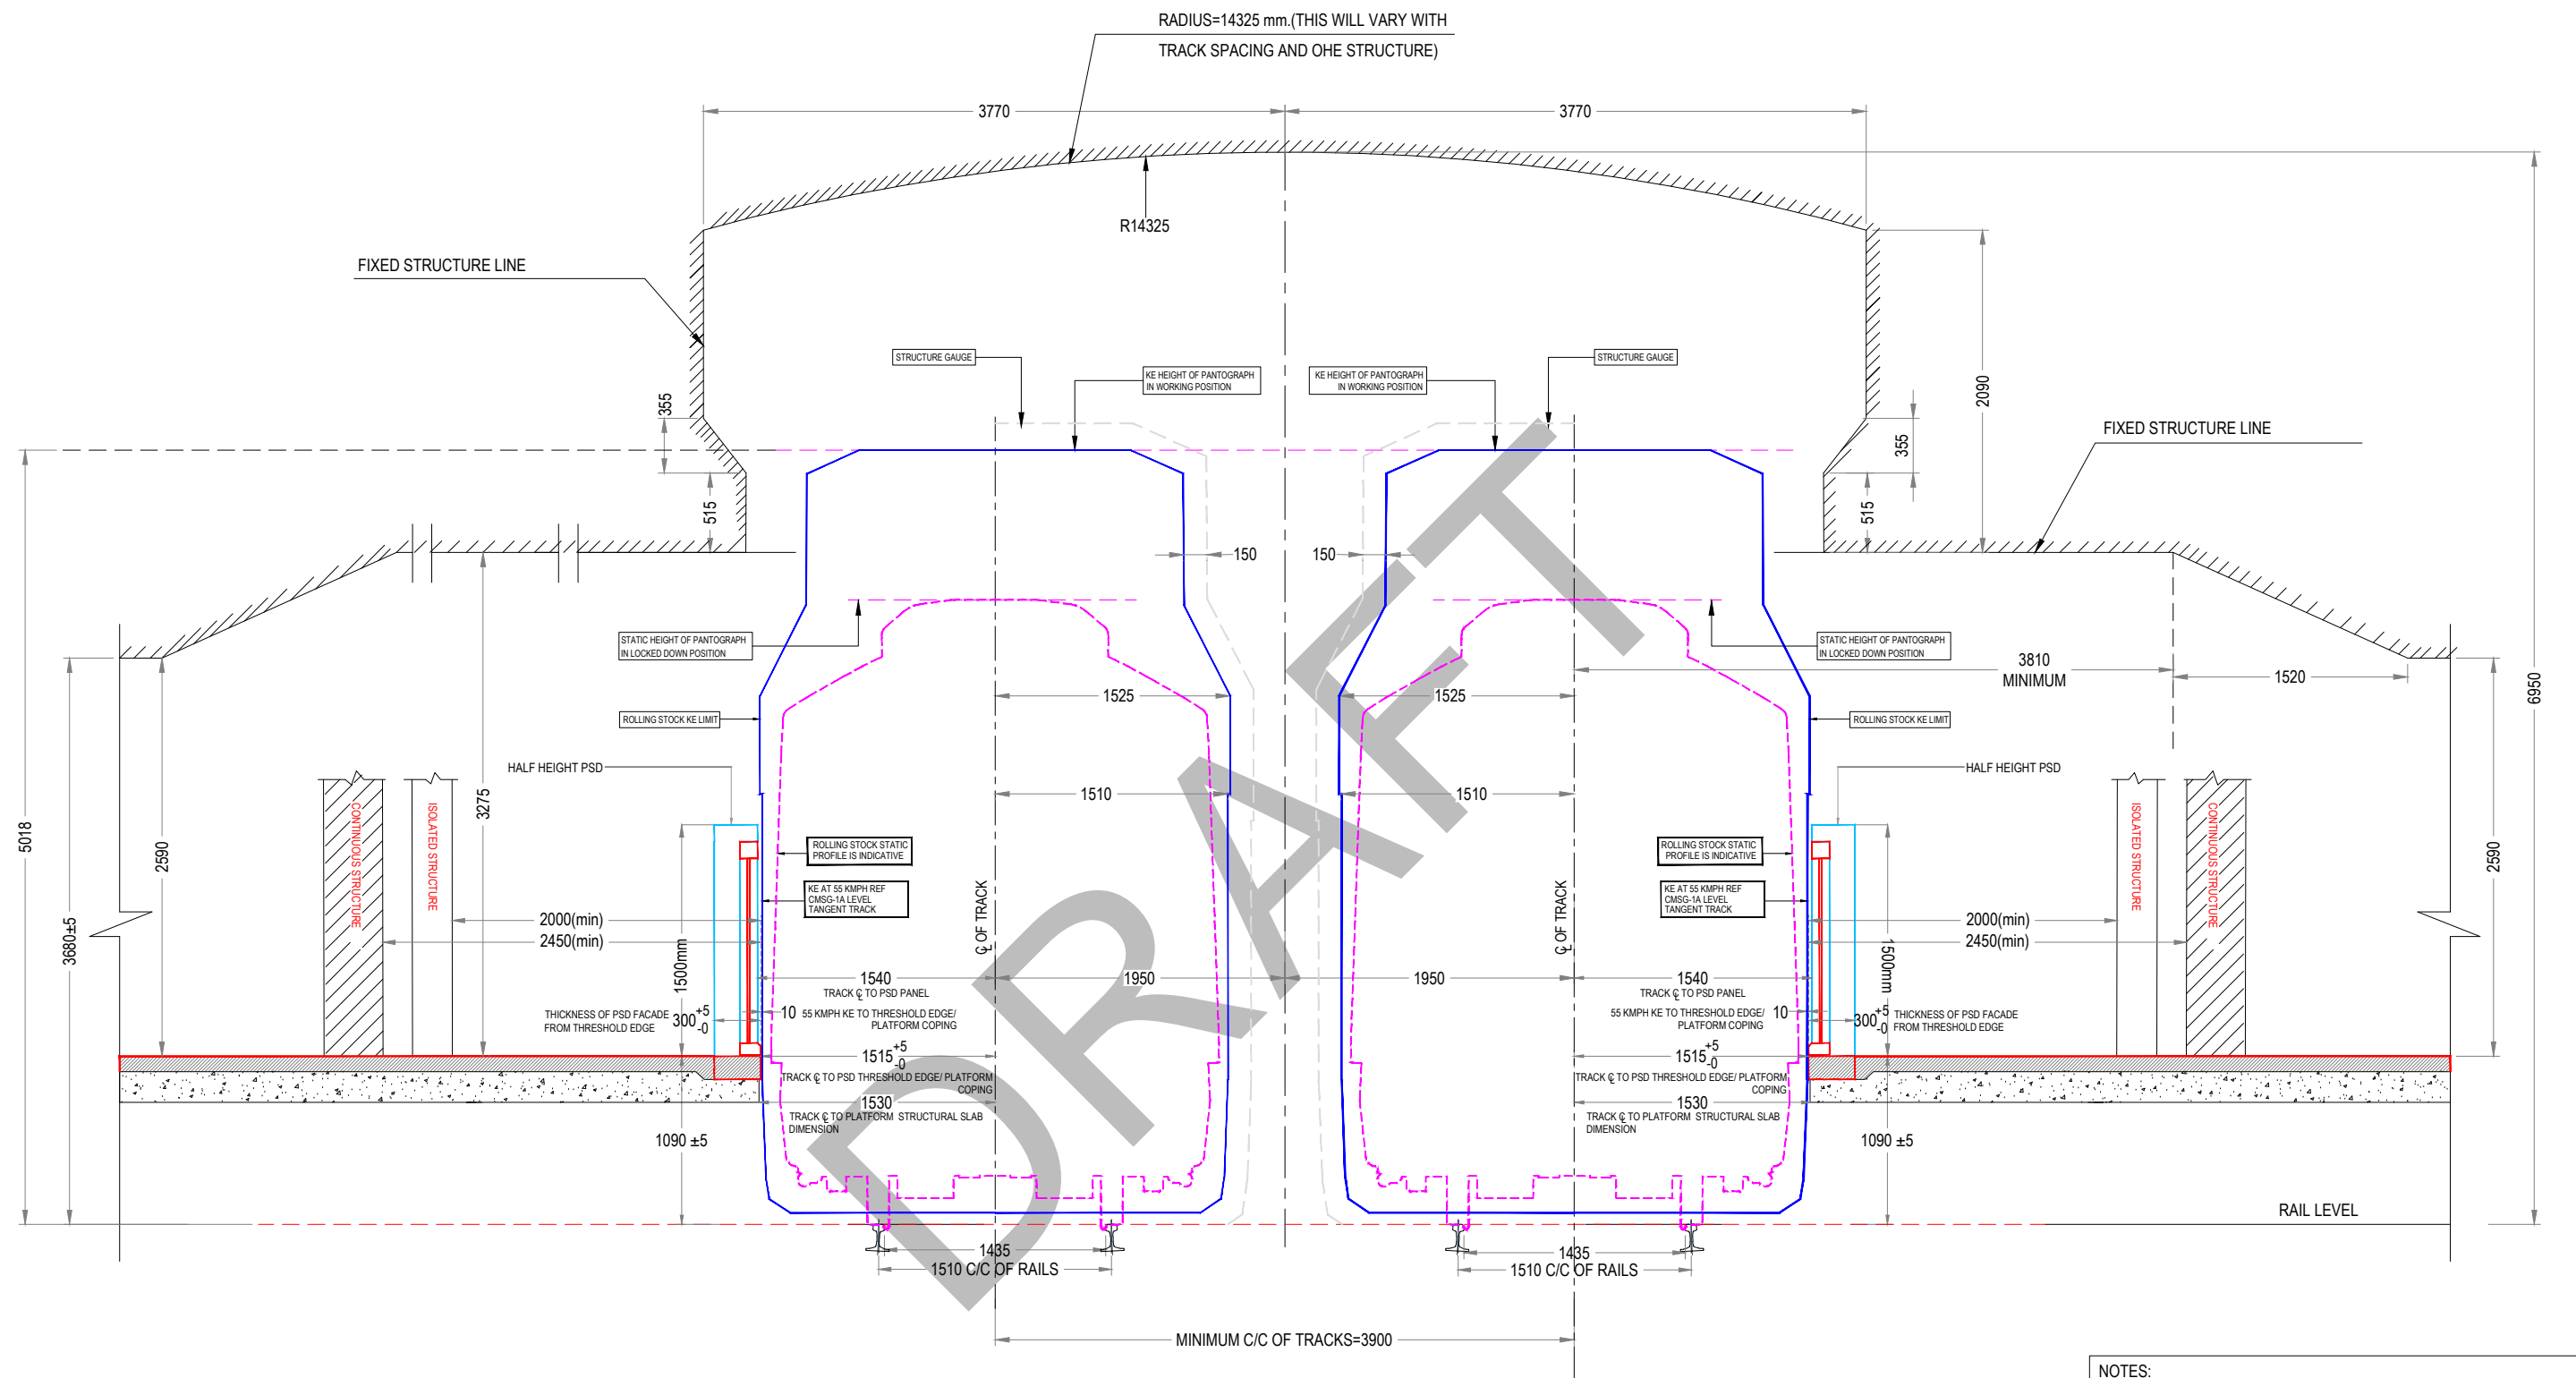 RADIUS=14325 mm.(THIS WILL VARY WITH
TRACK SPACING AND OHE STRUCTURE)
3770
3770
R14325
FIXED STRUCTURE LINE
STRUCTURE GAUGE
STRUCTURE GAUGE
KE HEIGHT OF PANTOGRAPH
IN WORKING POSITION
KE HEIGHT OF PANTOGRAPH
IN WORKING POSITION
355
2090
FIXED STRUCTURE LINE
355
515
515
150
150
STATIC HEIGHT OF PANTOGRAPH
IN LOCKED DOWN POSITION
STATIC HEIGHT OF PANTOGRAPH
IN LOCKED DOWN POSITION
3810
MINIMUM
1520
6950
1525
1525
ROLLING STOCK KE LIMIT
ROLLING STOCK KE LIMIT
HALF HEIGHT PSD
HALF HEIGHT PSD
1510
1510
5018
3680±5
2590
3275
CONTINUOUS STRUCTURE
ISOLATED STRUCTURE
ISOLATED STRUCTURE
CONTINUOUS STRUCTURE
2590
ROLLING STOCK STATIC
PROFILE IS INDICATIVE
ROLLING STOCK STATIC
PROFILE IS INDICATIVE
KE AT 55 KMPH REF
CMSG-1A LEVEL
TANGENT TRACK
KE AT 55 KMPH REF
CMSG-1A LEVEL
TANGENT TRACK
℄ OF TRACK
℄ OF TRACK
2000(min)
2450(min)
2000(min)
2450(min)
1500mm
1500mm
1540
TRACK ℄ TO PSD PANEL
1950
1950
1540
TRACK ℄ TO PSD PANEL
THICKNESS OF PSD FACADE
FROM THRESHOLD EDGE
300 +5 -0
10
55 KMPH KE TO THRESHOLD EDGE/
PLATFORM COPING
55 KMPH KE TO THRESHOLD EDGE/
PLATFORM COPING
10
300 +5 -0
THICKNESS OF PSD FACADE
FROM THRESHOLD EDGE
1515 +5 -0
TRACK ℄ TO PSD THRESHOLD EDGE/ PLATFORM
COPING
1515 +5 -0
TRACK ℄ TO PSD THRESHOLD EDGE/ PLATFORM
COPING
1530
TRACK ℄ TO PLATFORM STRUCTURAL SLAB
DIMENSION
1530
TRACK ℄ TO PLATFORM STRUCTURAL SLAB
DIMENSION
1090 ±5
1090 ±5
RAIL LEVEL
1435
1510 C/C OF RAILS
1435
1510 C/C OF RAILS
MINIMUM C/C OF TRACKS=3900
DRAFT
NOTES: